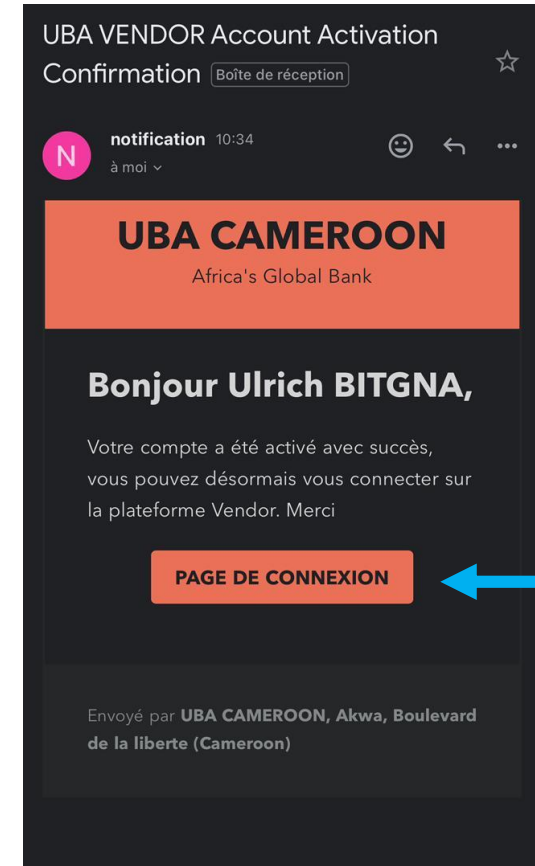 UBA VENDOR Account Activation
Confirmation Boîte de réception
notification 10:34
N
à moi
UBA CAMEROON
Africa's Global Bank
Bonjour Ulrich BITGNA,
Votre compte a été activé avec succès,
vous pouvez désormais vous connecter sur
la plateforme Vendor. Merci
PAGE DE CONNEXION
Envoyé par UBA CAMEROON, Akwa, Boulevard
de la liberte (Cameroon)